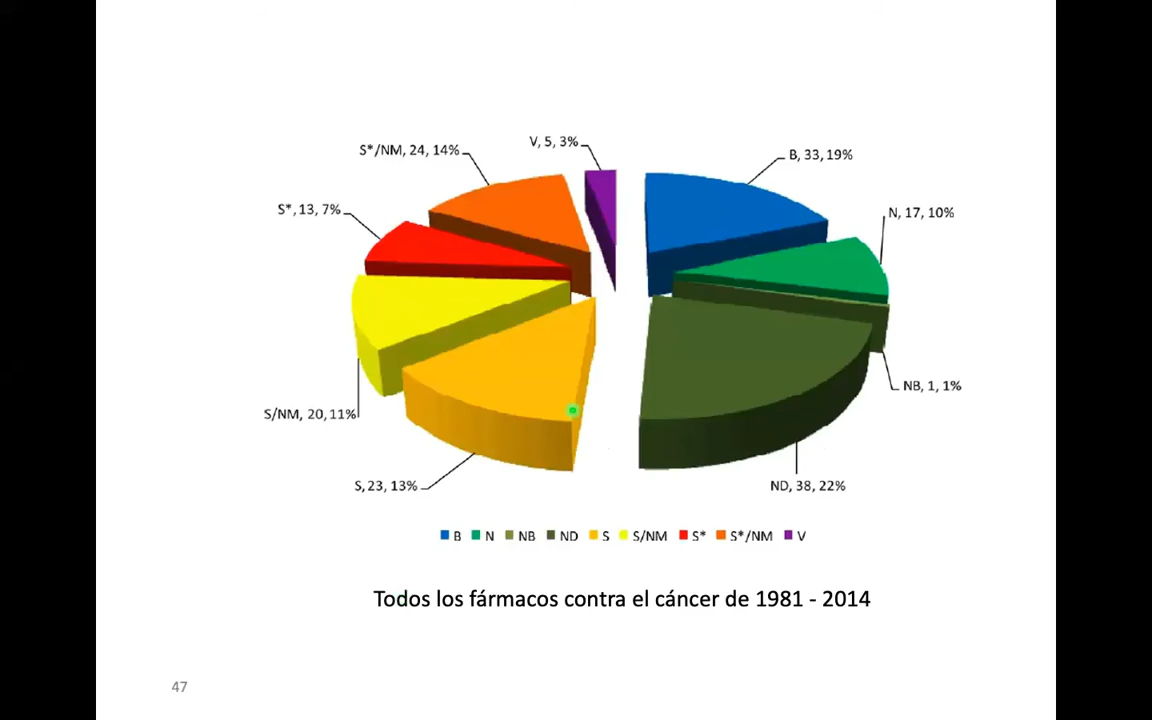 V, 5, 3%
S*/NM, 24, 14%
B, 33, 19%
S*, 13, 7%
N, 17, 10%
NB, 1, 1%
S/NM, 20, 11%
S, 23, 13%
ND, 38, 22%
B N NB ND S S/NM S* S*/NM V
Todos los fármacos contra el cáncer de 1981 - 2014
47